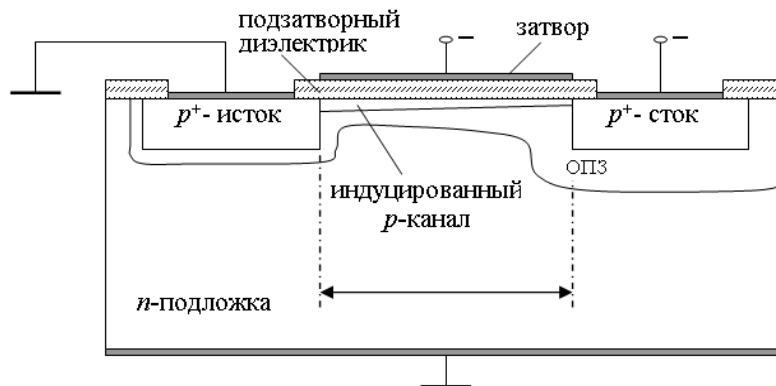 подзатворный
диэлектрик
затвор
–
–
p⁺- исток
p⁺- сток
ОПЗ
индуцированный
p-канал
n-подложка